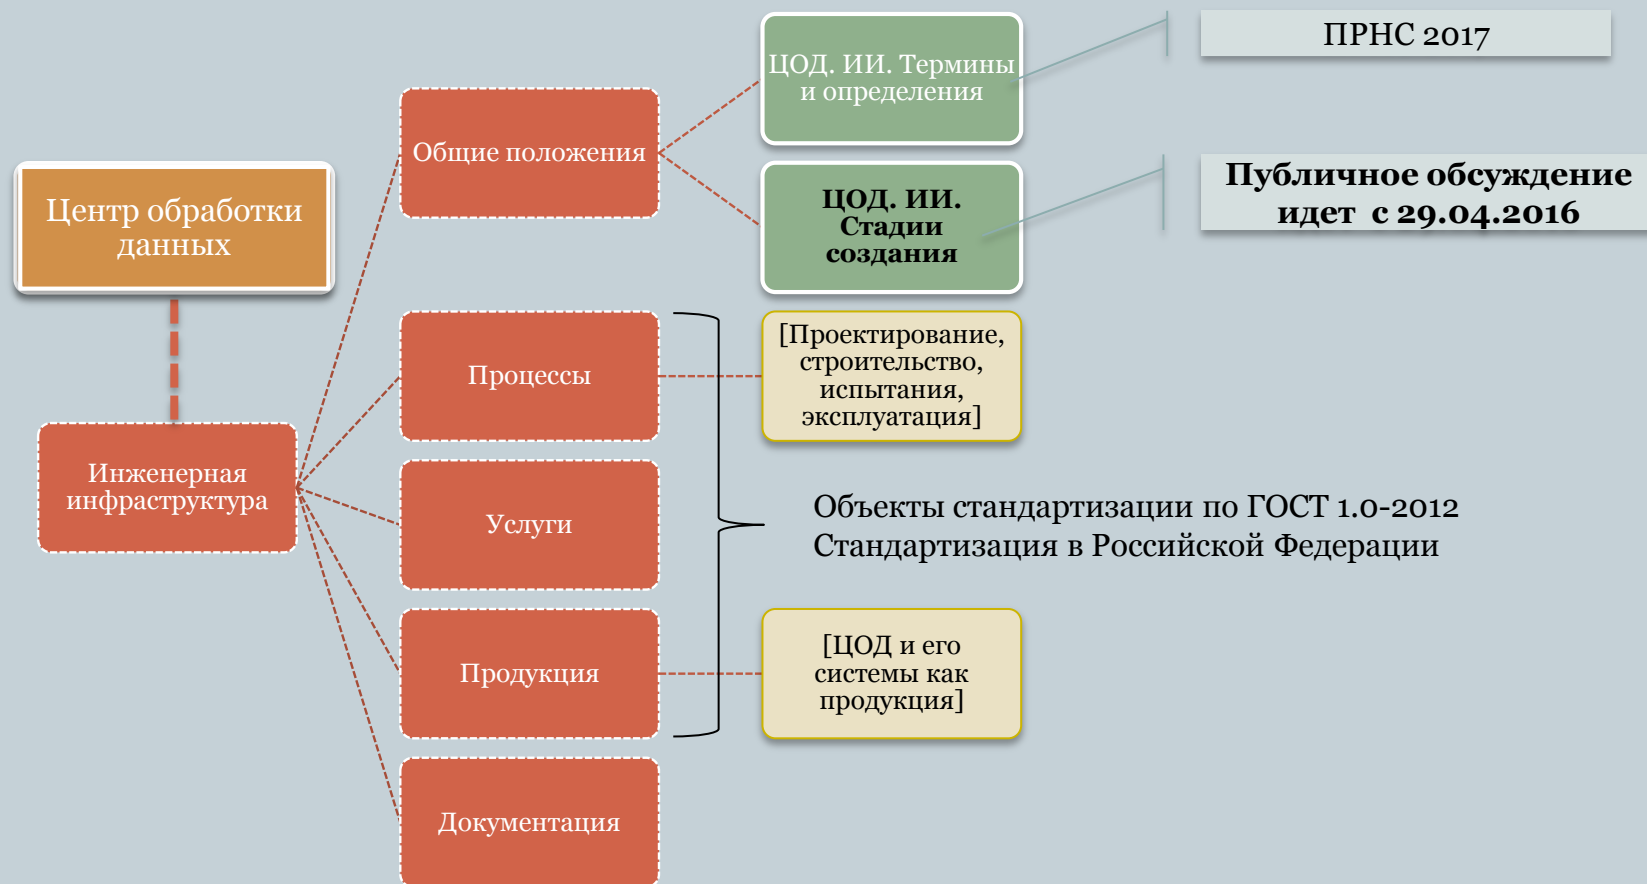 ЦОД. ИИ. Термины
и определения
ПРНС 2017
Общие положения
ЦОД. ИИ.
Стадии
создания
Публичное обсуждение
идет с 29.04.2016
Центр обработки
данных
Инженерная
инфраструктура
Процессы
[Проектирование,
строительство,
испытания,
эксплуатация]
Услуги
Объекты стандартизации по ГОСТ 1.0-2012
Стандартизация в Российской Федерации
Продукция
[ЦОД и его
системы как
продукция]
Документация